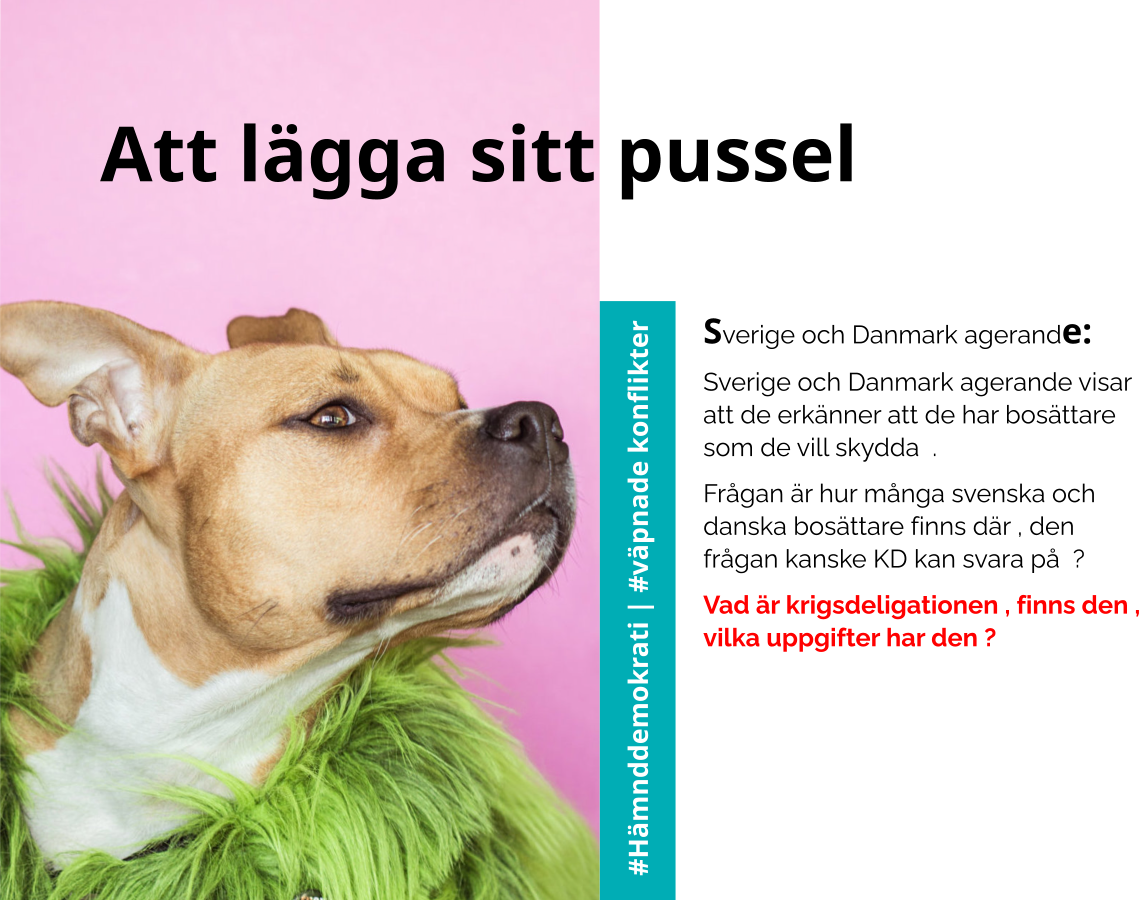 Att lägga sitt pussel
#Hämnddemokrati | #väpnade konflikter
Sverige och Danmark agerande:
Sverige och Danmark agerande visar
att de erkänner att de har bosättare
som de vill skydda  .
Frågan är hur många svenska och
danska bosättare finns där , den
frågan kanske KD kan svara på  ?
Vad är krigsdeligationen , finns den ,
vilka uppgifter har den ?